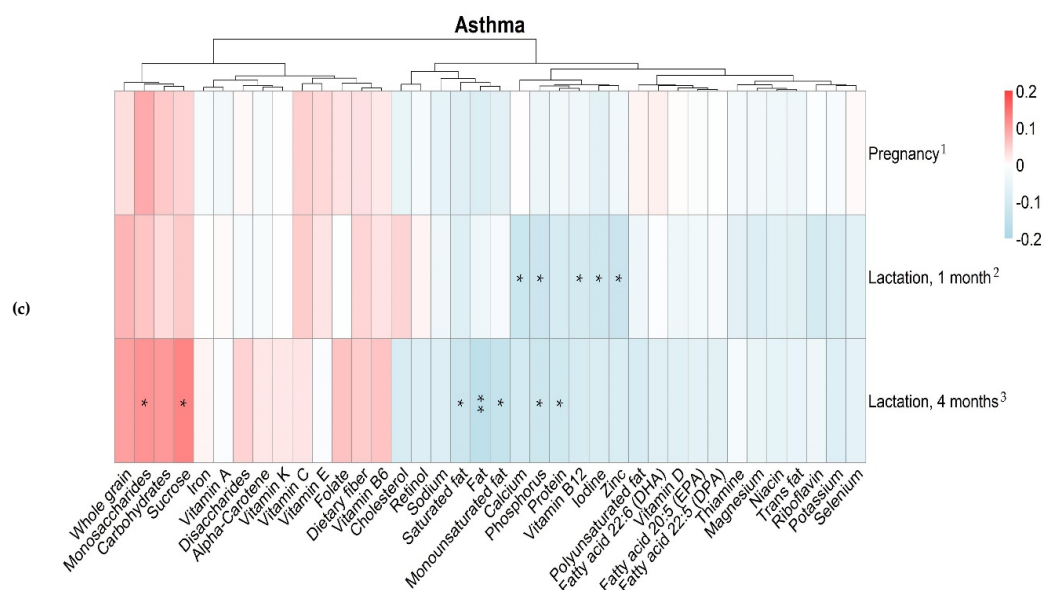 Asthma
0.2
0.1
0
-0.1
-0.2
Pregnancy1
* * * * *
Lactation, 1 month2
(c)
* * * ** * * *
Lactation, 4 months3
Whole grain
Monosaccharides
Carbohydrates
Sucrose
Iron
Vitamin A
Disaccharides
Alpha-Carotene
Vitamin K
Vitamin C
Vitamin E
Folate
Dietary fiber
Vitamin B6
Cholesterol
Retinol
Sodium
Saturated fat
Fat
Monounsaturated fat
Calcium
Phosphorus
Protein
Vitamin B12
Iodine
Zinc
Polyunsaturated fat
Fatty acid 22:6 (DHA)
Vitamin D
Fatty acid 20:5 (EPA)
Fatty acid 22:5 (DPA)
Thiamine
Magnesium
Niacin
Trans fat
Riboflavin
Potassium
Selenium